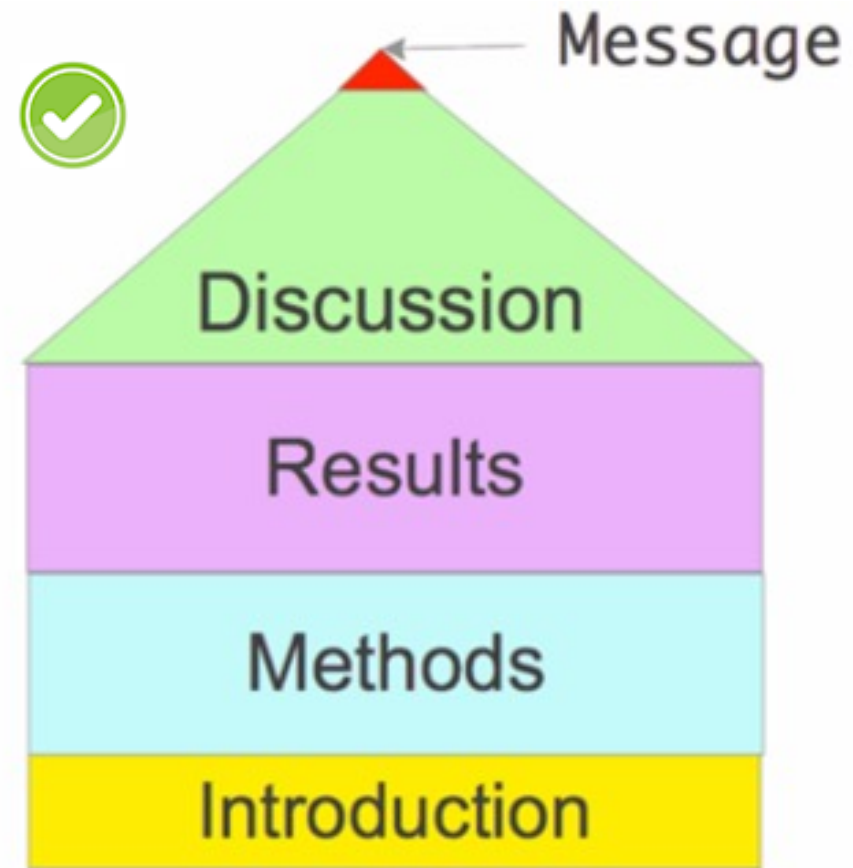 Message
Discussion
Results
Methods
Introduction